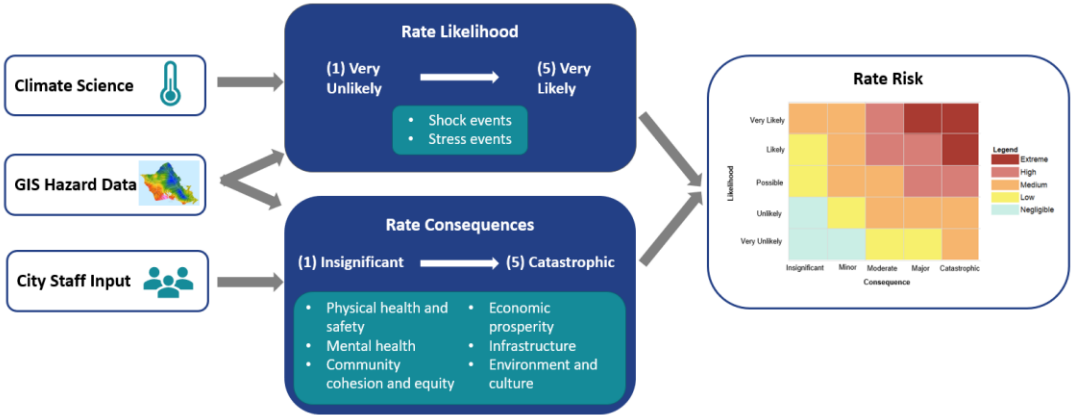 Climate Science
GIS Hazard Data
City Staff Input
Rate Likelihood
(1) Very
Unlikely
(5) Very
Likely
• Shock events
• Stress events
Rate Consequences
(1) Insignificant
(5) Catastrophic
• Physical health and
safety
• Mental health
• Community
cohesion and equity
• Economic
prosperity
• Infrastructure
• Environment and
culture
Rate Risk
Likelihood
Very Likely
Likely
Possible
Unlikely
Very Unlikely
Insignificant
Minor
Moderate
Major
Catastrophic
Consequence
Legend
Extreme
High
Medium
Low
Negligible